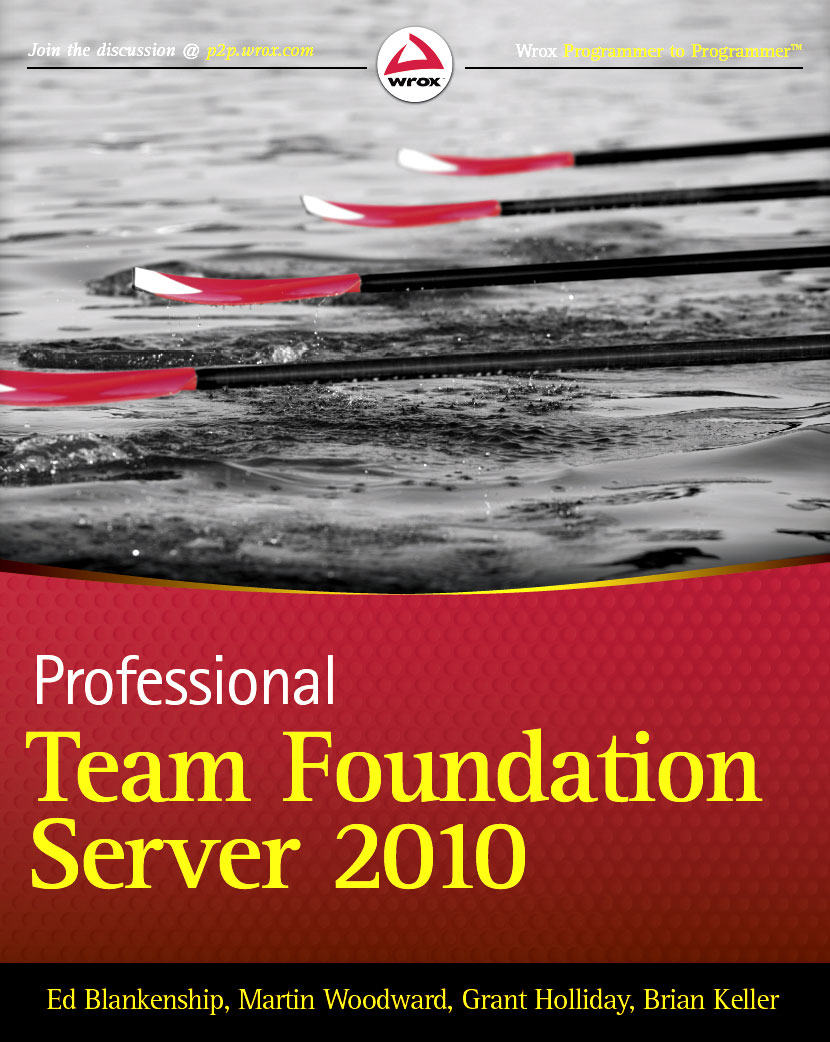 Join the discussion @ p2p.wrox.com
Wrox Programmer to Programmer™
wrox
Professional
Team Foundation
Server 2010
Ed Blankenship, Martin Woodward, Grant Holliday, Brian Keller